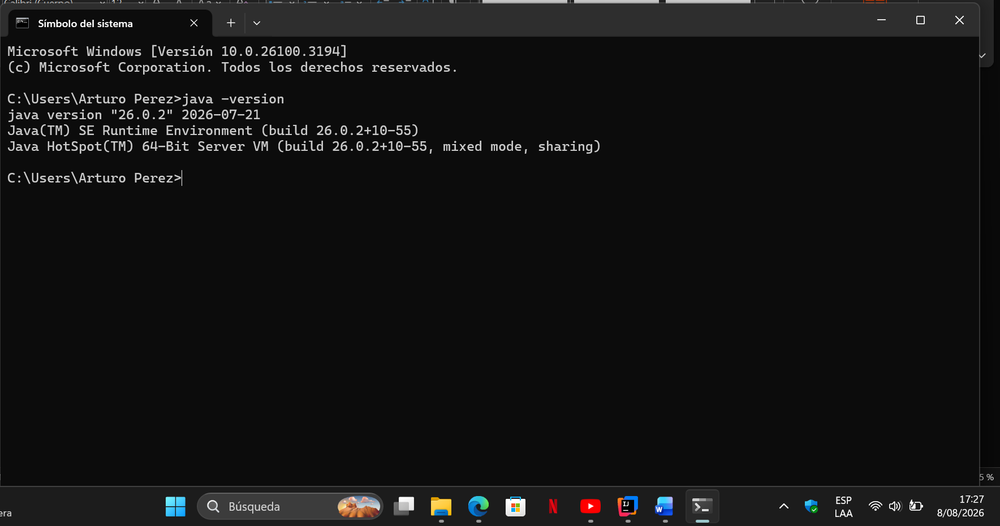 Calibri (Cuerpo) 12
Símbolo del sistema
Microsoft Windows [Versión 10.0.26100.3194]
(c) Microsoft Corporation. Todos los derechos reservados.
C:\Users\Arturo Perez>java -version
java version "26.0.2" 2026-07-21
Java(TM) SE Runtime Environment (build 26.0.2+10-55)
Java HotSpot(TM) 64-Bit Server VM (build 26.0.2+10-55, mixed mode, sharing)
C:\Users\Arturo Perez>
5 %
era
Búsqueda
ESP
LAA
17:27
8/08/2026